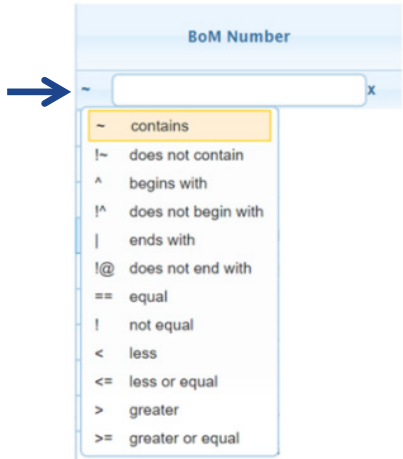 BoM Number
~ x
~ contains
!~ does not contain
^ begins with
!^ does not begin with
| ends with
!@ does not end with
== equal
! not equal
< less
<= less or equal
> greater
>= greater or equal